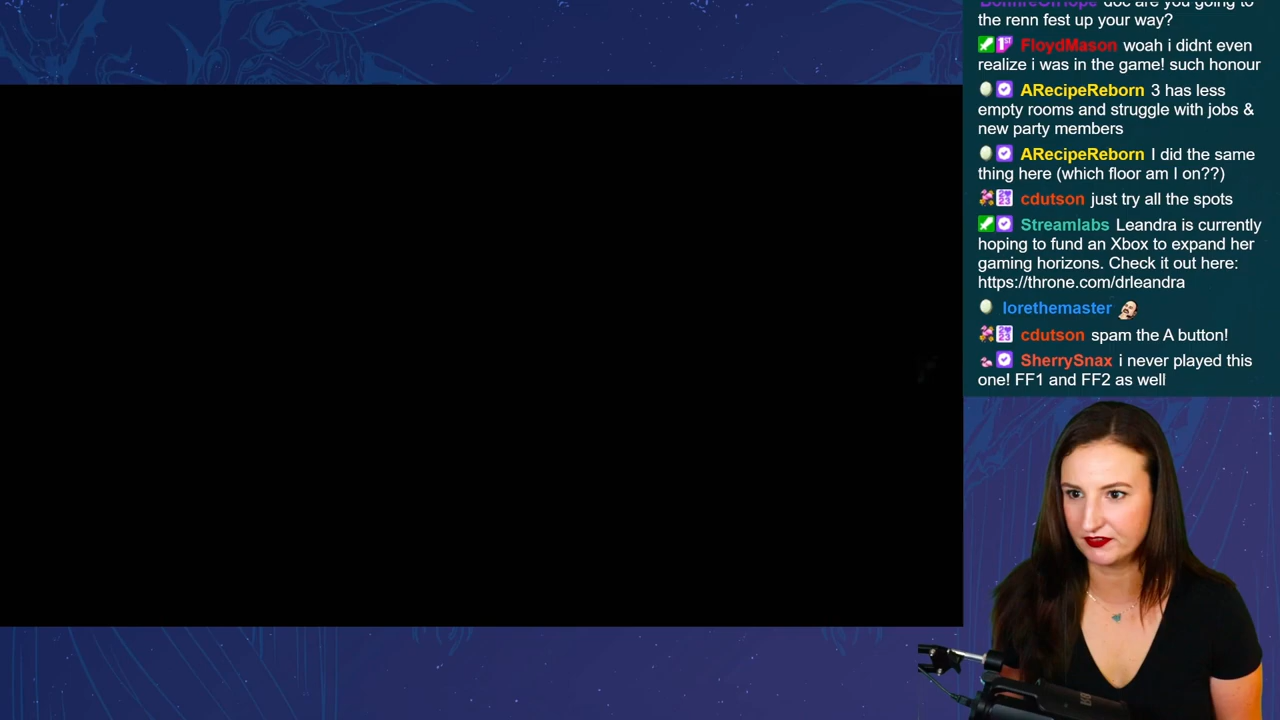 BonfireOfHope doc are you going to
the renn fest up your way?
FloydMason woah i didnt even
realize i was in the game! such honour
ARecipeReborn 3 has less
empty rooms and struggle with jobs &
new party members
ARecipeReborn I did the same
thing here (which floor am I on??)
cdutson just try all the spots
Streamlabs Leandra is currently
hoping to fund an Xbox to expand her
gaming horizons. Check it out here:
https://throne.com/drleandra
lorethemaster
cdutson spam the A button!
SherrySnax i never played this
one! FF1 and FF2 as well